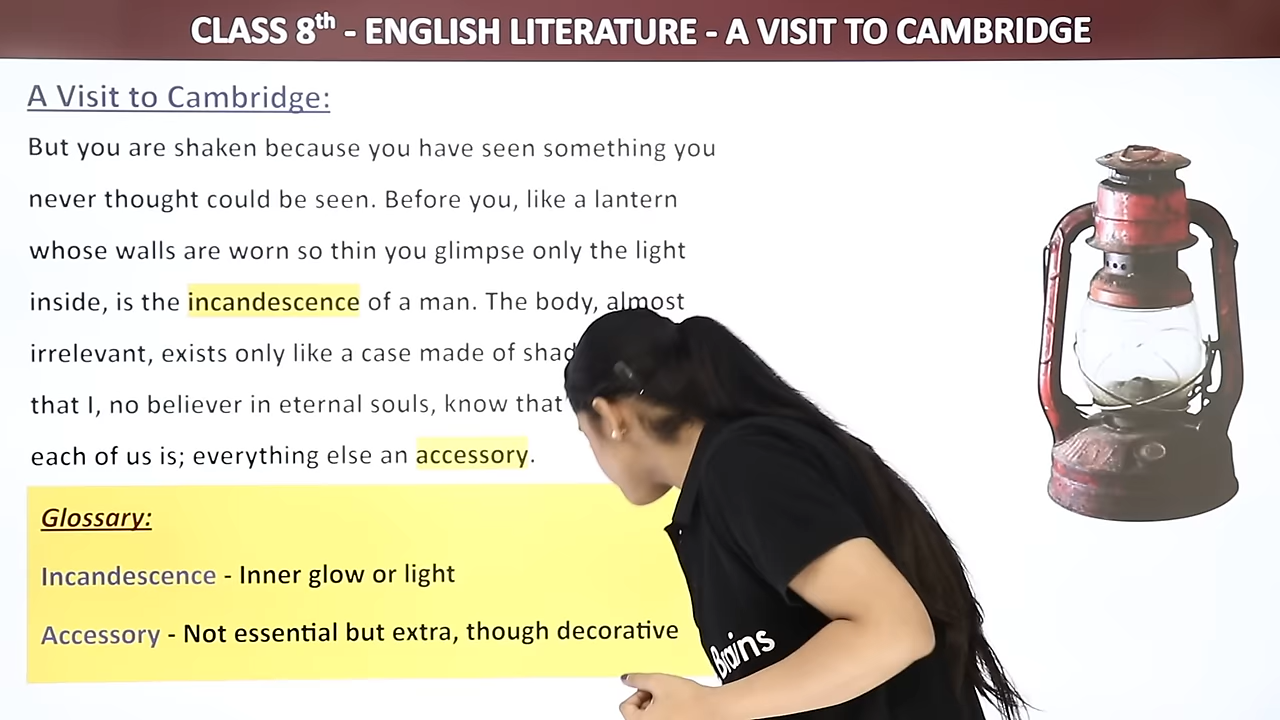 CLASS 8th - ENGLISH LITERATURE - A VISIT TO CAMBRIDGE
A Visit to Cambridge:
But you are shaken because you have seen something you
never thought could be seen. Before you, like a lantern
whose walls are worn so thin you glimpse only the light
inside, is the incandescence of a man. The body, almost
irrelevant, exists only like a case made of
that I, no believer in eternal souls, know that
each of us is; everything else an accessory.
Glossary:
Incandescence - Inner glow or light
Accessory - Not essential but extra, though decorative
Brains